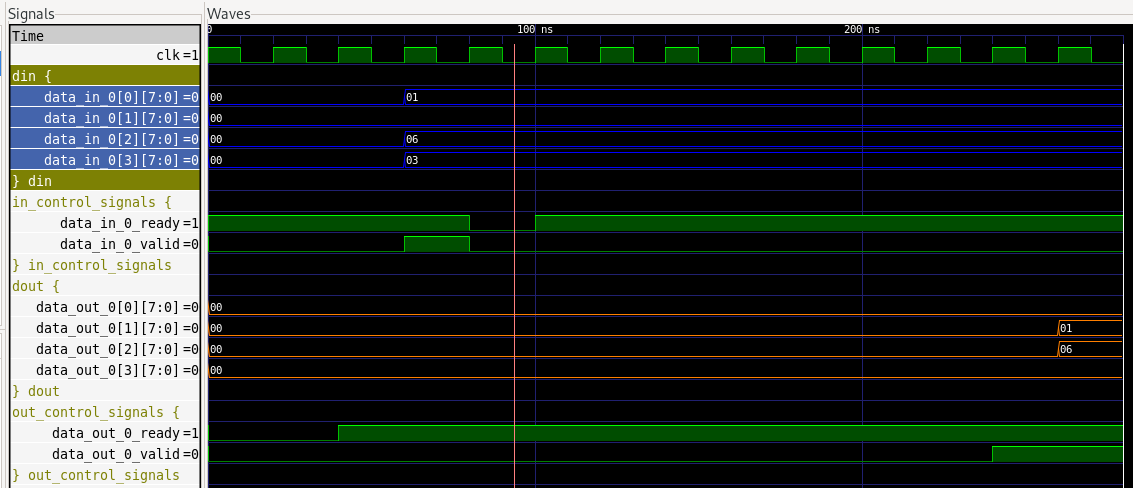 Signals
Waves
Time
0 100 ns 200 ns
clk=1
din {
data_in_0[0][7:0]=0 00 01
data_in_0[1][7:0]=0 00
data_in_0[2][7:0]=0 00 06
data_in_0[3][7:0]=0 00 03
} din
in_control_signals {
data_in_0_ready=1
data_in_0_valid=0
} in_control_signals
dout {
data_out_0[0][7:0]=0 00
data_out_0[1][7:0]=0 00 01
data_out_0[2][7:0]=0 00 06
data_out_0[3][7:0]=0 00
} dout
out_control_signals {
data_out_0_ready=1
data_out_0_valid=0
} out_control_signals